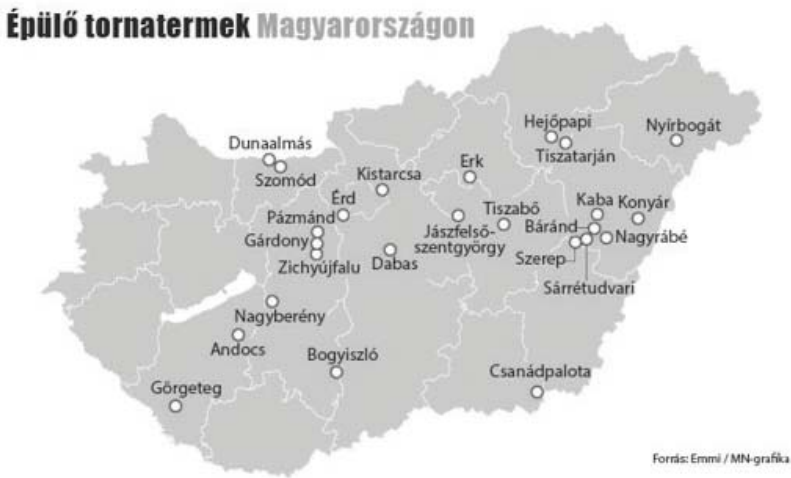 Épülő tornatermek Magyarországon
Hejőpapi
Nyírbogát
Tiszatarján
Dunaalmás
Szomód
Kistarcsa
Erk
Érd
Pázmánd
Gárdony
Zichyújfalu
Dabas
Jászfelső-
szentgyörgy
Tiszabő
Kaba
Konyár
Báránd
Nagyrábé
Szerep
Sárrétudvari
Nagyberény
Andocs
Bogyiszló
Csanádpalota
Görgeteg
Forrás: Emmi / MN-grafika